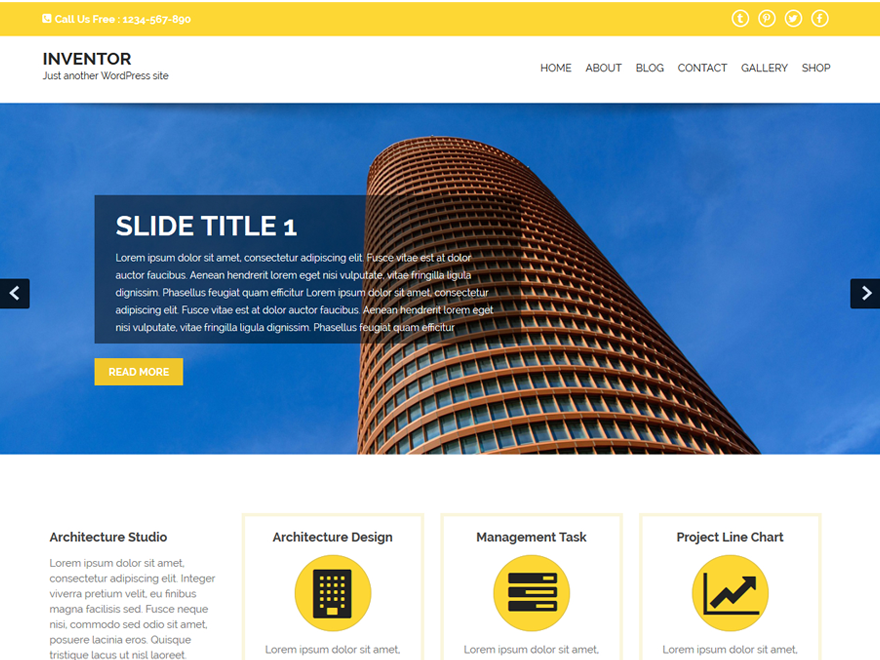 Call Us Free : 1234-567-890
INVENTOR
Just another WordPress site
HOME ABOUT BLOG CONTACT GALLERY SHOP
SLIDE TITLE 1
Lorem ipsum dolor sit amet, consectetur adipiscing elit. Fusce vitae est at dolor
auctor faucibus. Aenean hendrerit lorem eget nisi vulputate, vitae fringilla ligula
dignissim. Phasellus feugiat quam efficitur Lorem ipsum dolor sit amet, consectetur
adipiscing elit. Fusce vitae est at dolor auctor faucibus. Aenean hendrerit lorem eget
nisi vulputate, vitae fringilla ligula dignissim. Phasellus feugiat quam efficitur
READ MORE
Architecture Studio
Lorem ipsum dolor sit amet,
consectetur adipiscing elit. Integer
viverra pretium velit, eu finibus
magna facilisis sed. Fusce neque
nisi, commodo sed odio sit amet,
posuere lacinia eros. Quisque
tristique lacus ut nisl laoreet.
Architecture Design
Lorem ipsum dolor sit amet,
Management Task
Lorem ipsum dolor sit amet,
Project Line Chart
Lorem ipsum dolor sit amet,